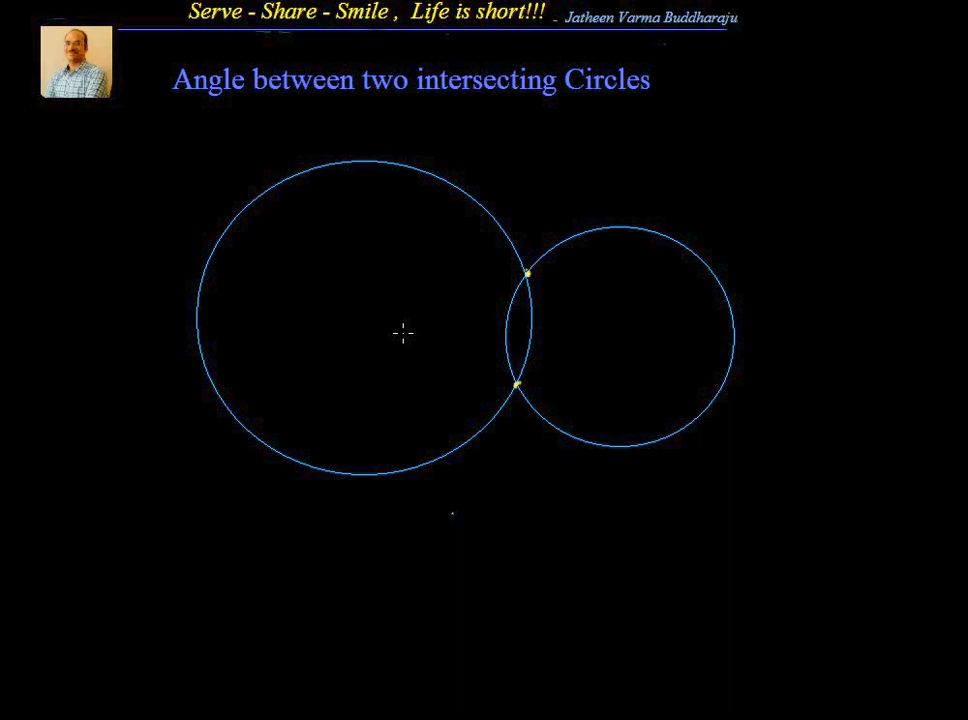 Serve - Share - Smile , Life is short!!! - Jatheen Varma Buddharaju
Angle between two intersecting Circles